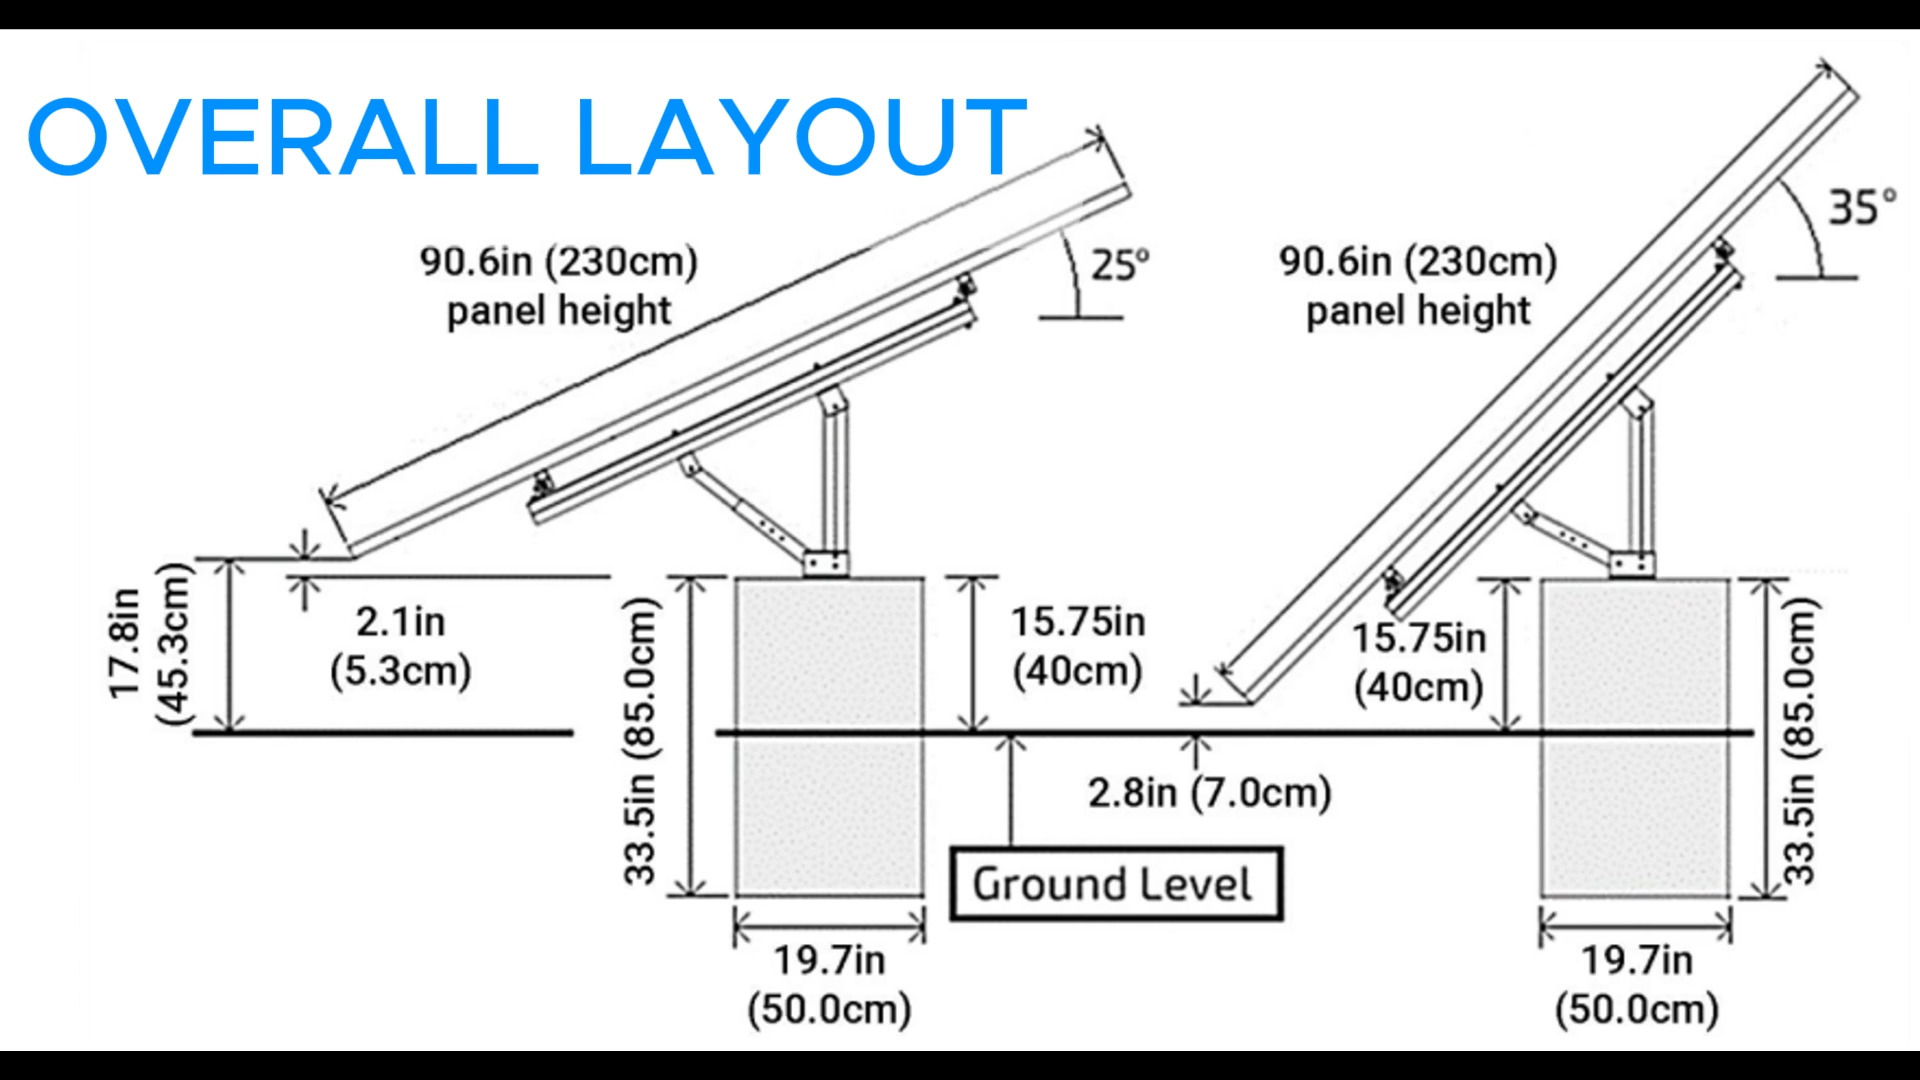 OVERALL LAYOUT
90.6in (230cm)
panel height
25°
90.6in (230cm)
panel height
35°
17.8in
(45.3cm)
2.1in
(5.3cm)
33.5in (85.0cm)
15.75in
(40cm)
15.75in
(40cm)
33.5in (85.0cm)
2.8in (7.0cm)
Ground Level
19.7in
(50.0cm)
19.7in
(50.0cm)